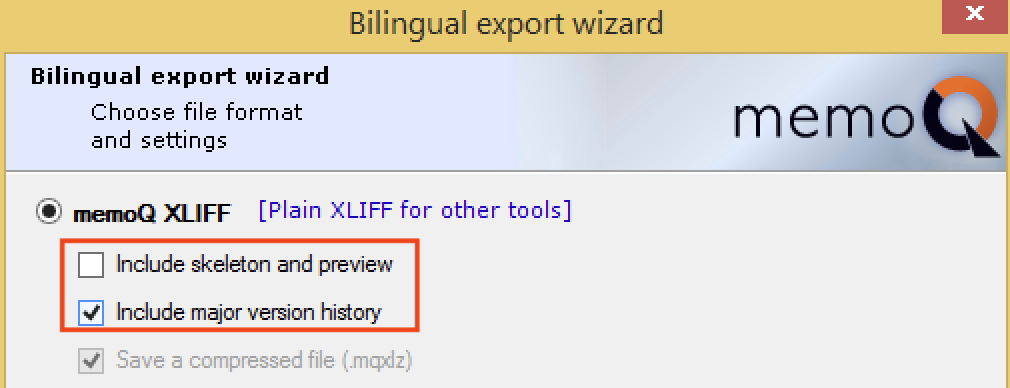 Bilingual export wizard
x
Bilingual export wizard
Choose file format
and settings
memoQ
memoQ XLIFF [Plain XLIFF for other tools]
Include skeleton and preview
Include major version history
Save a compressed file (.mqxlz)